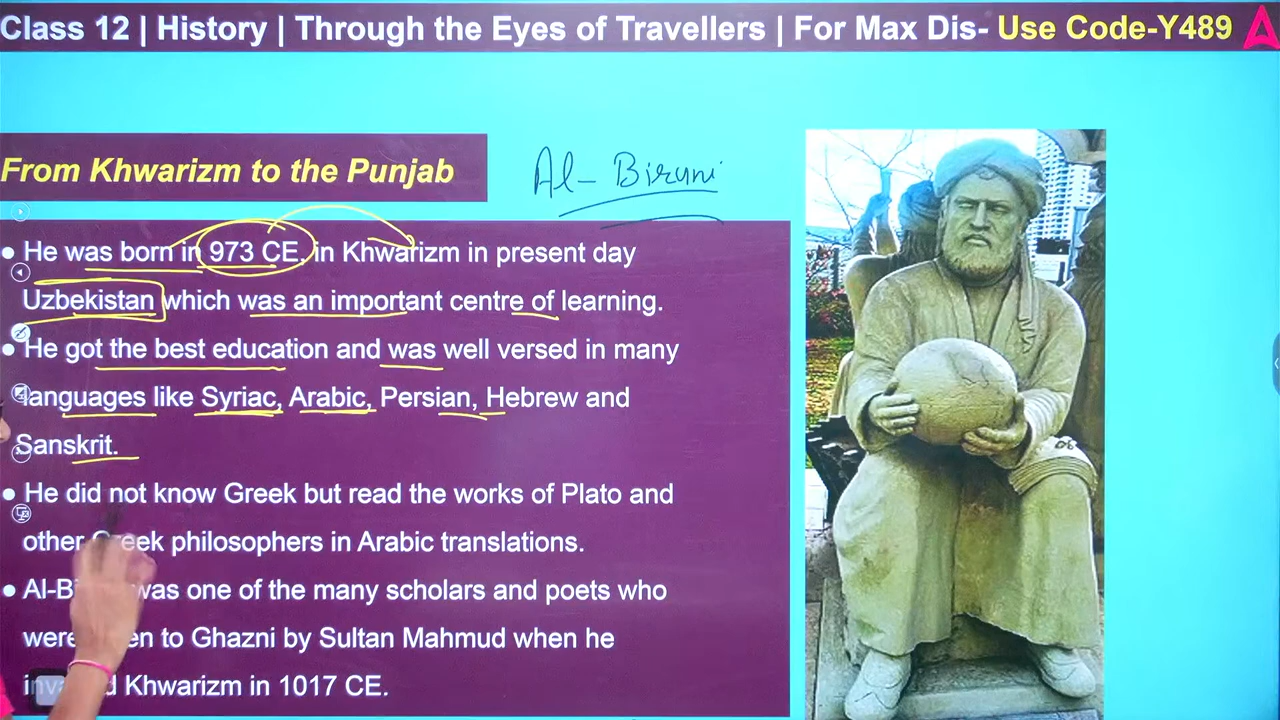 Class 12 | History | Through the Eyes of Travellers | For Max Dis- Use Code-Y489
From Khwarizm to the Punjab
Al-Biruni
• He was born in 973 CE, in Khwarizm in present day
Uzbekistan which was an important centre of learning.
• He got the best education and was well versed in many
languages like Syriac, Arabic, Persian, Hebrew and
Sanskrit.
• He did not know Greek but read the works of Plato and
other Greek philosophers in Arabic translations.
• Al-B was one of the many scholars and poets who
were en to Ghazni by Sultan Mahmud when he
Khwarizm in 1017 CE.